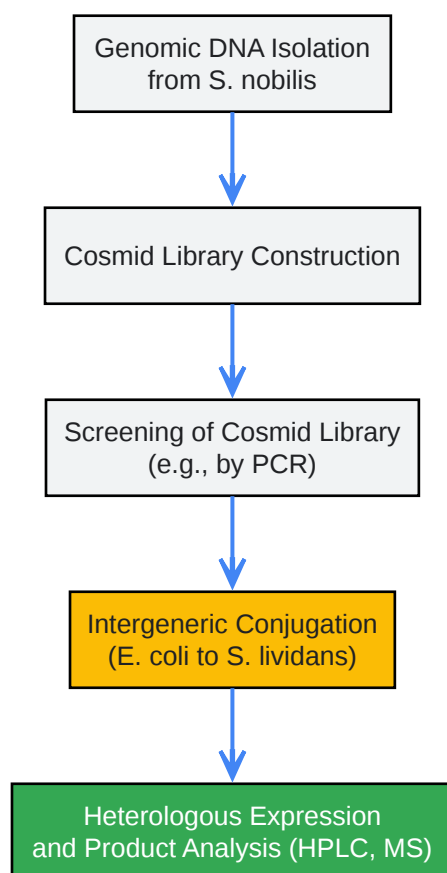 Genomic DNA Isolation
from S. nobilis
Cosmid Library Construction
Screening of Cosmid Library
(e.g., by PCR)
Intergeneric Conjugation
(E. coli to S. lividans)
Heterologous Expression
and Product Analysis (HPLC, MS)